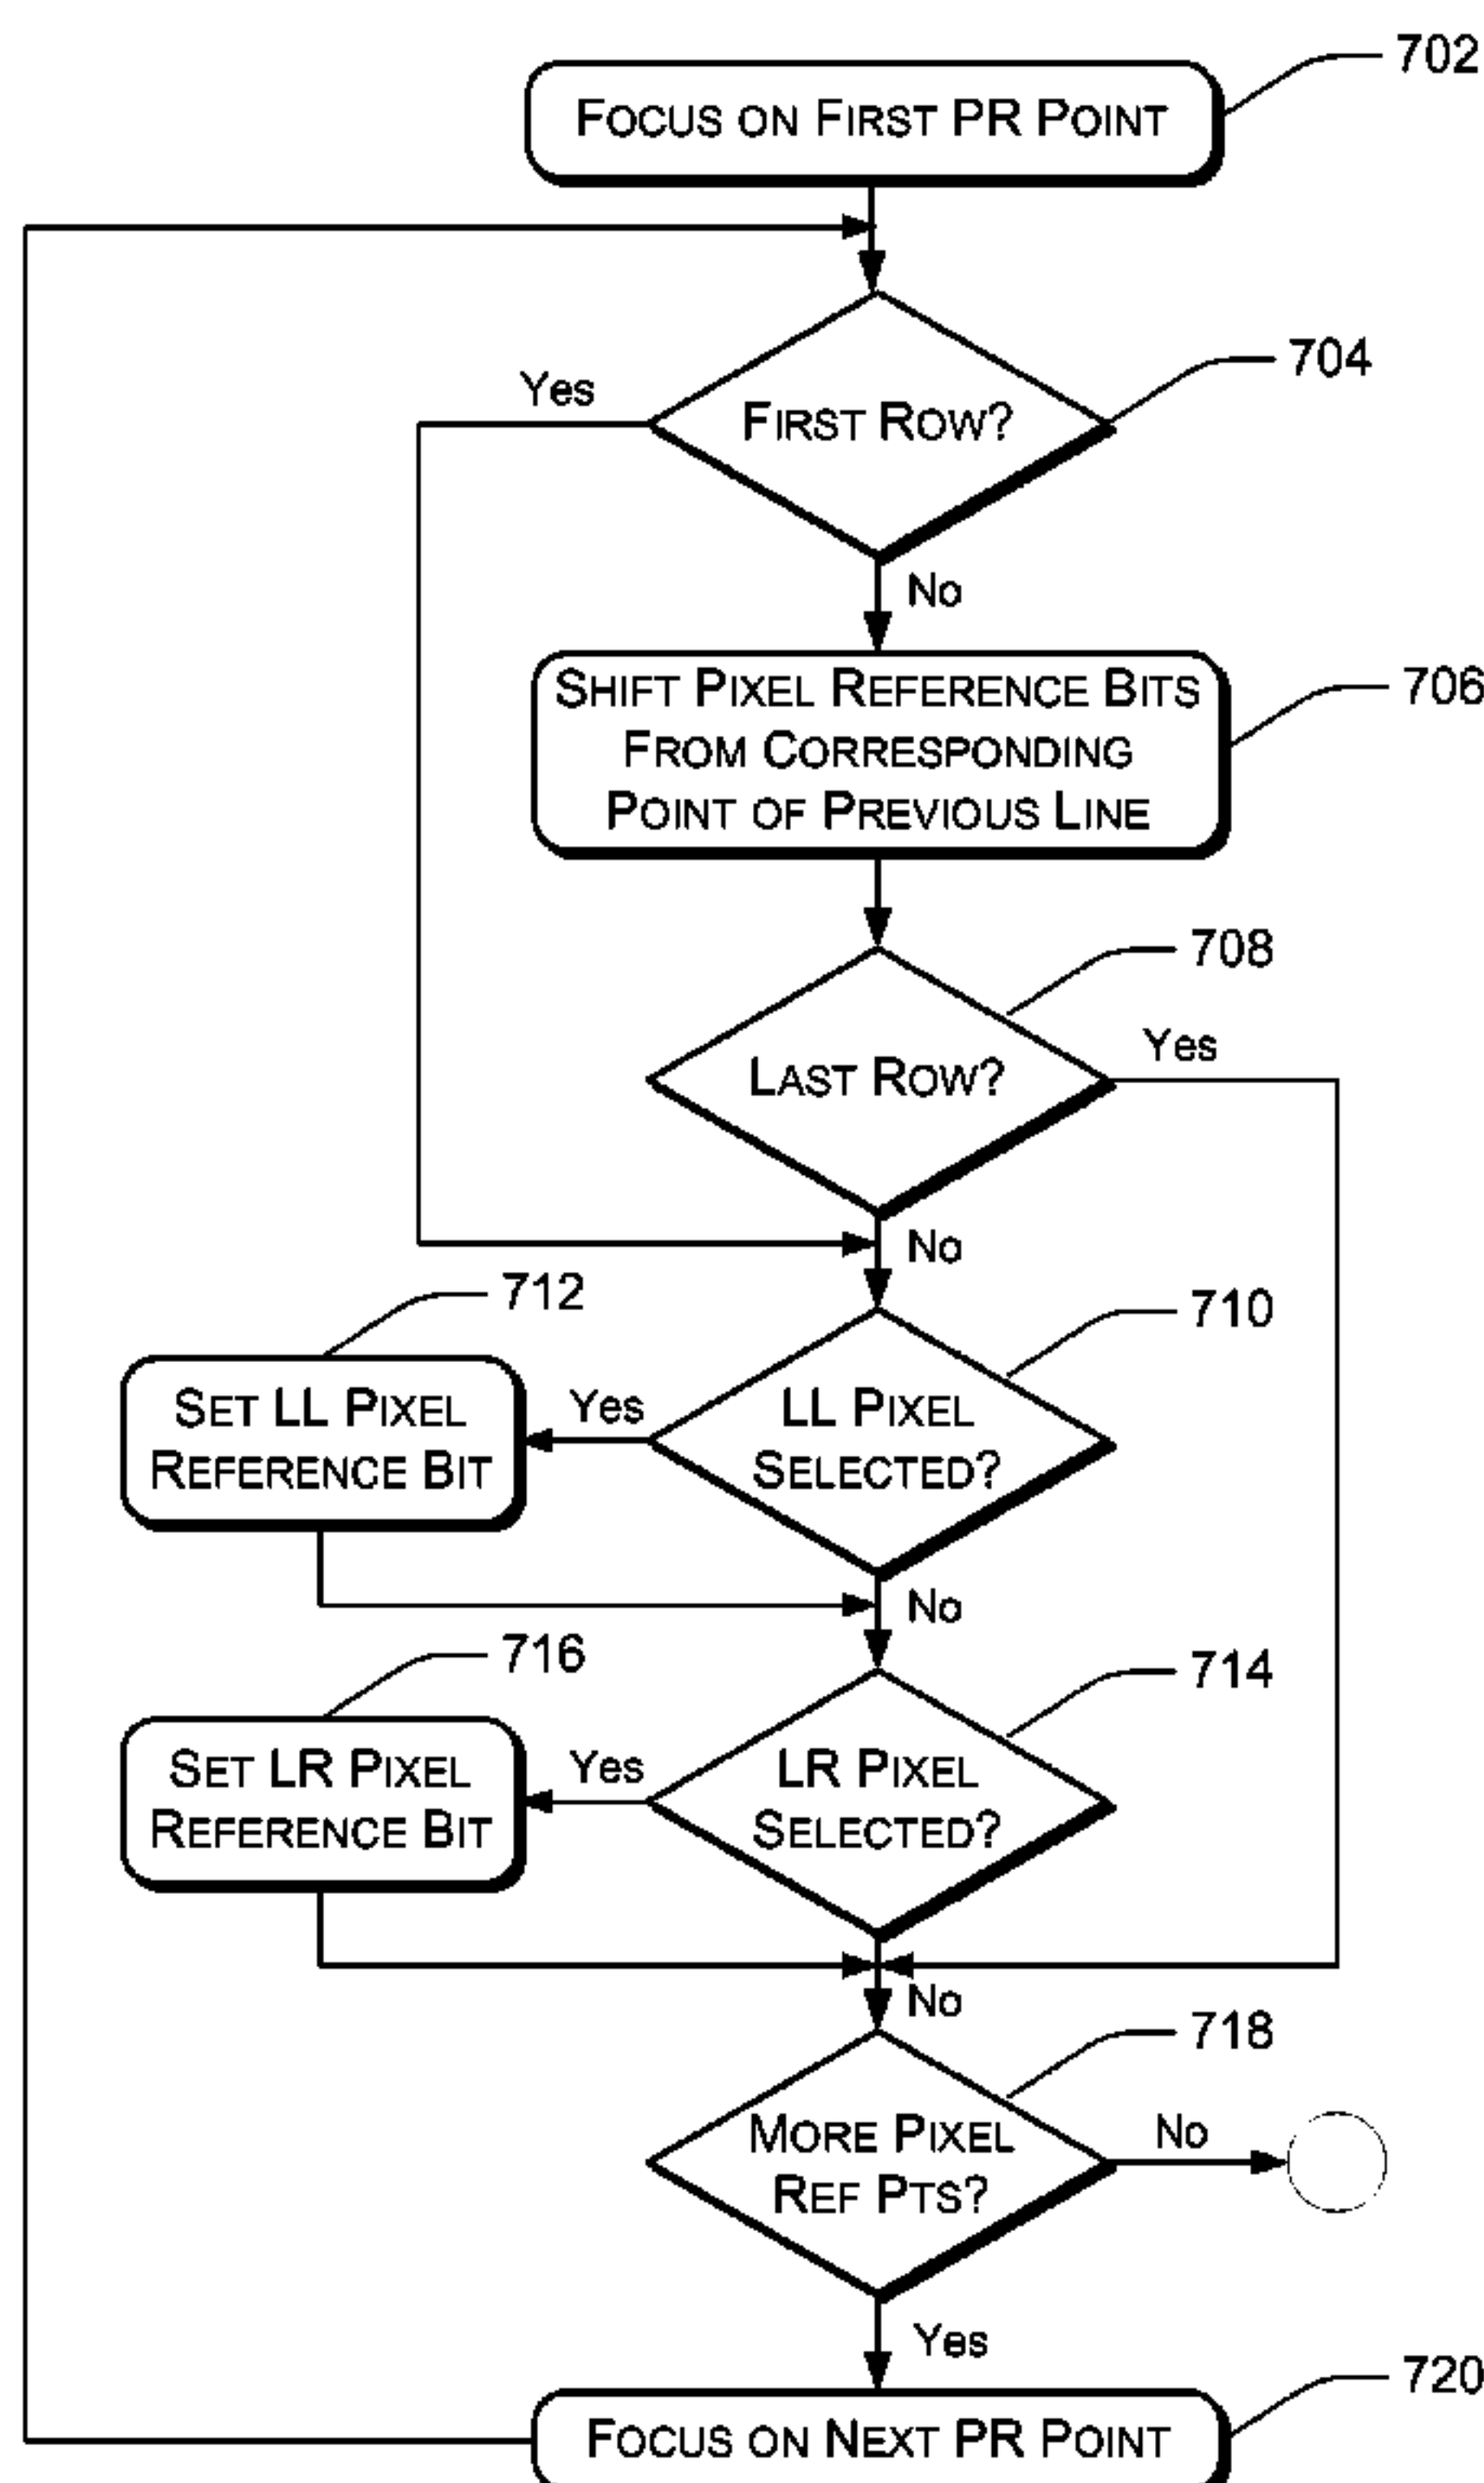 702
FOCUS ON FIRST PR POINT
704
Yes
FIRST ROW?
No
706
SHIFT PIXEL REFERENCE BITS
FROM CORRESPONDING
POINT OF PREVIOUS LINE
708
Yes
LAST ROW?
No
712
710
SET LL PIXEL
REFERENCE BIT
Yes
LL PIXEL
SELECTED?
No
716
714
SET LR PIXEL
REFERENCE BIT
Yes
LR PIXEL
SELECTED?
No
718
MORE PIXEL
REF PTS?
No
Yes
720
FOCUS ON NEXT PR POINT